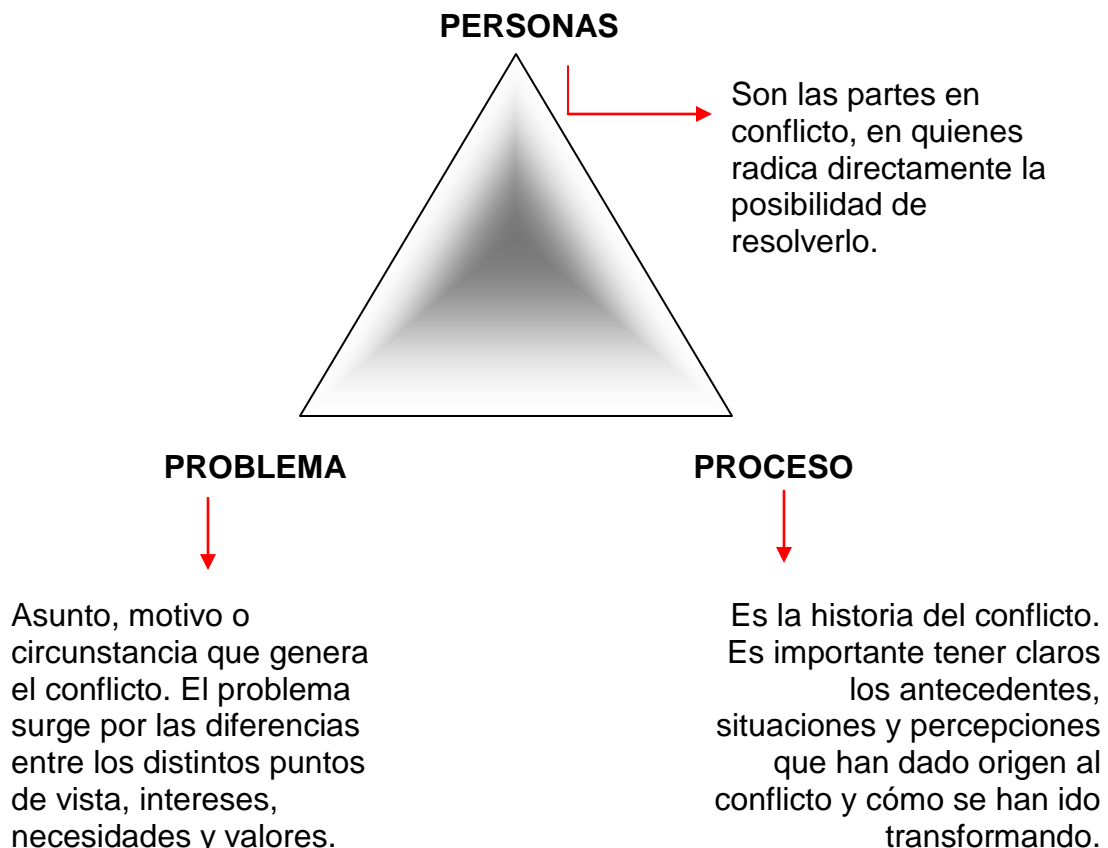 PERSONAS
Son las partes en
conflicto, en quienes
radica directamente la
posibilidad de
resolverlo.
PROBLEMA
PROCESO
Asunto, motivo o
circunstancia que genera
el conflicto. El problema
surge por las diferencias
entre los distintos puntos
de vista, intereses,
necesidades y valores.
Es la historia del conflicto.
Es importante tener claros
los antecedentes,
situaciones y percepciones
que han dado origen al
conflicto y cómo se han ido
transformando.